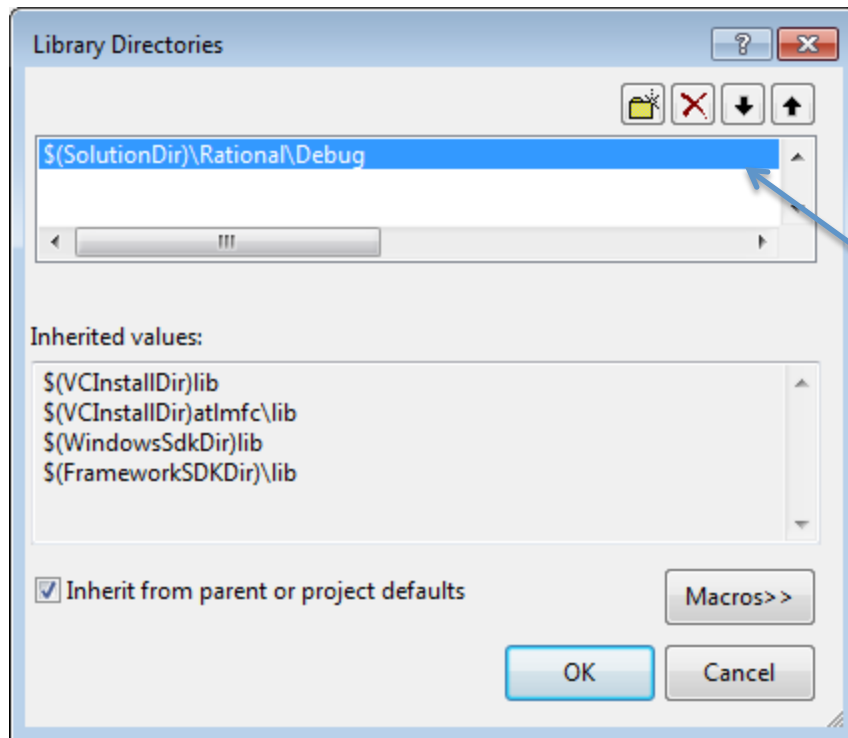 Library Directories
$(SolutionDir)\Rational\Debug
Inherited values:
$(VCInstallDir)lib
$(VCInstallDir)atlmfc\lib
$(WindowsSdkDir)lib
$(FrameworkSDKDir)\lib
Inherit from parent or project defaults
Macros>>
OK
Cancel